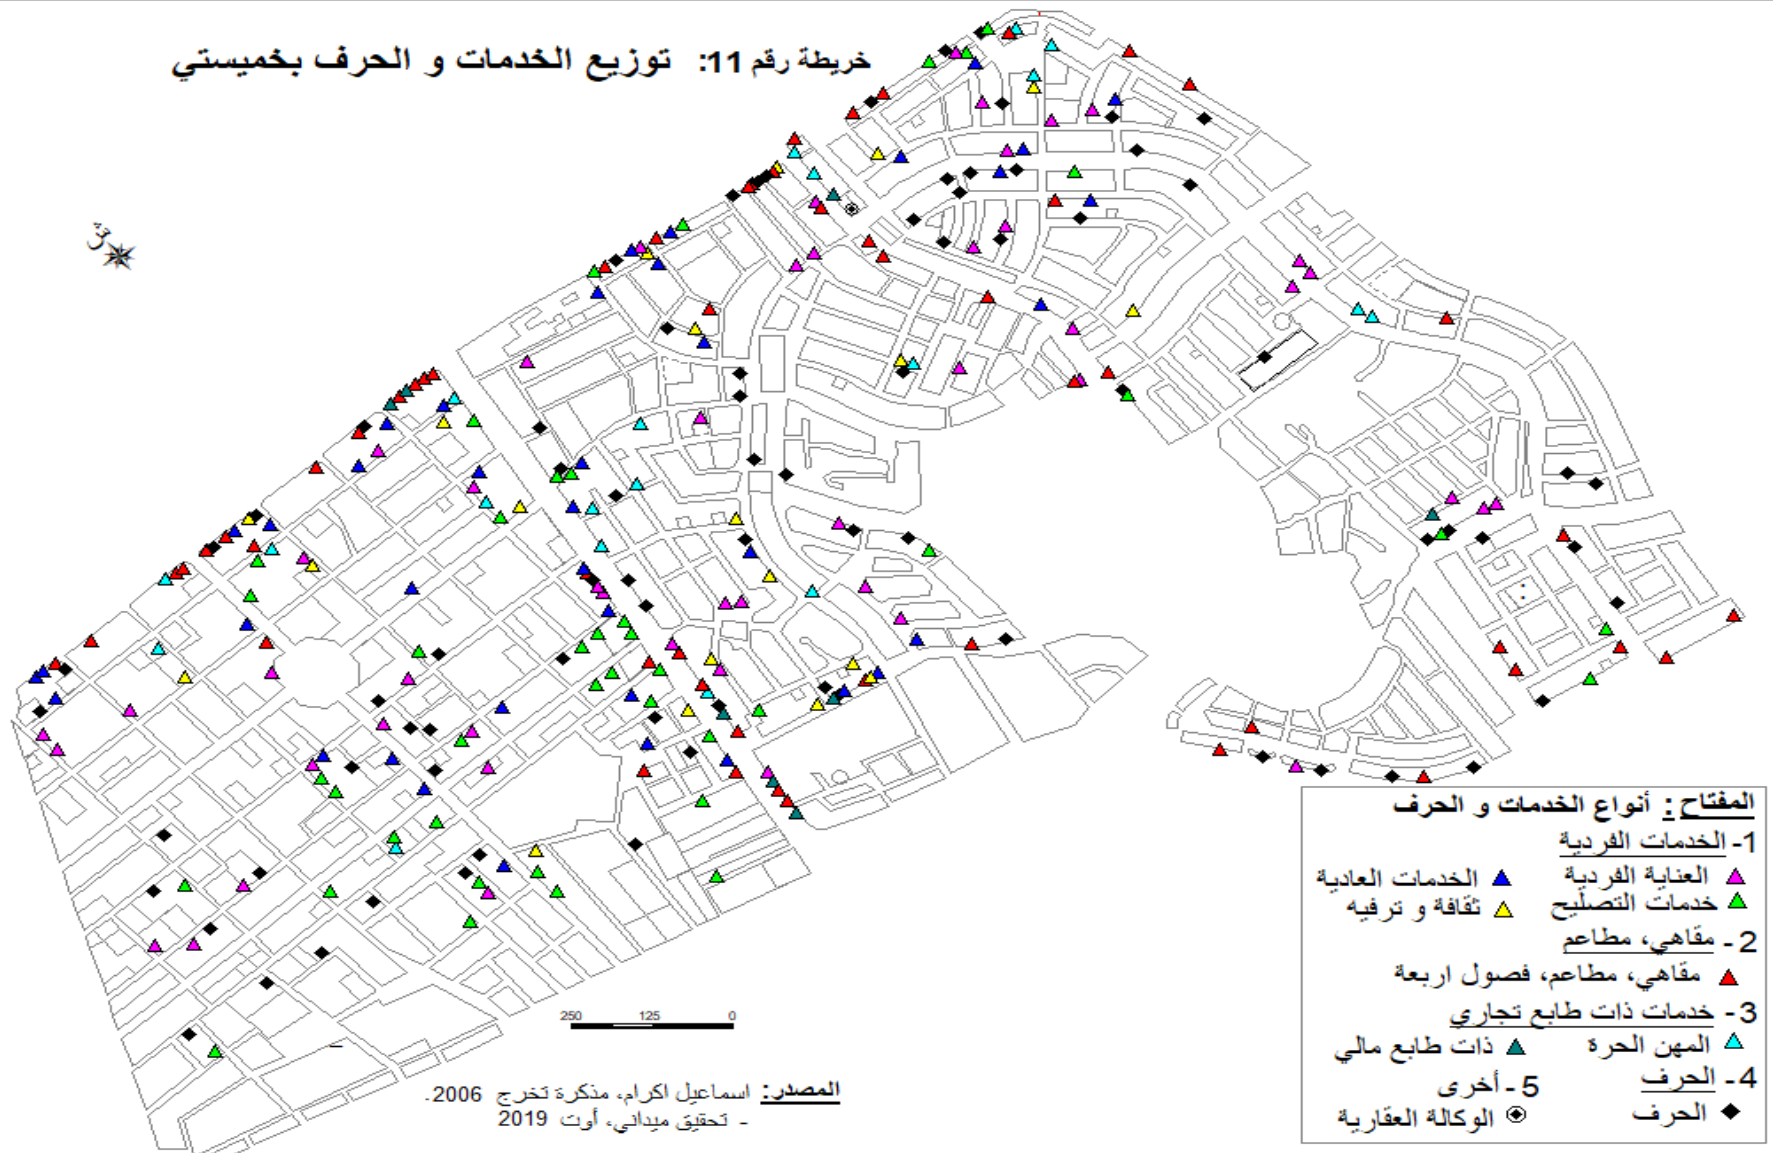 خريطة رقم 11: توزيع الخدمات و الحرف بخميستي
ش
250 125 0
المصدر: اسماعيل اكرام، مذكرة تخرج 2006.
- تحقيق ميداني، أوت 2019
المفتاح: أنواع الخدمات و الحرف
1- الخدمات الفردية
العناية الفردية الخدمات العادية
خدمات التصليح ثقافة و ترفيه
2- مقاهي، مطاعم
مقاهي، مطاعم، فصول اربعة
3- خدمات ذات طابع تجاري
المهن الحرة ذات طابع مالي
4- الحرف 5- أخرى
الحرف الوكالة العقارية